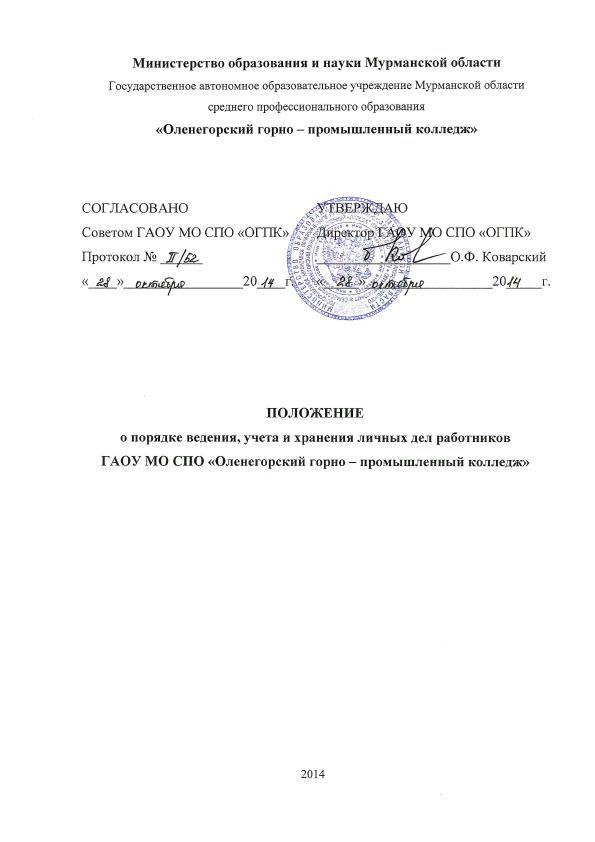 Министерство образования и науки Мурманской области
Государственное автономное образовательное учреждение Мурманской области
среднего профессионального образования
«Оленегорский горно – промышленный колледж»
СОГЛАСОВАНО
Советом ГАОУ МО СПО «ОГПК»
Протокол № II/52
« 28 » октября 2014 г.
УТВЕРЖДАЮ
Директор ГАОУ МО СПО «ОГПК»
О.Ф. Коварский
« 28 » октября 2014 г.
ПОЛОЖЕНИЕ
о порядке ведения, учета и хранения личных дел работников
ГАОУ МО СПО «Оленегорский горно – промышленный колледж»
2014